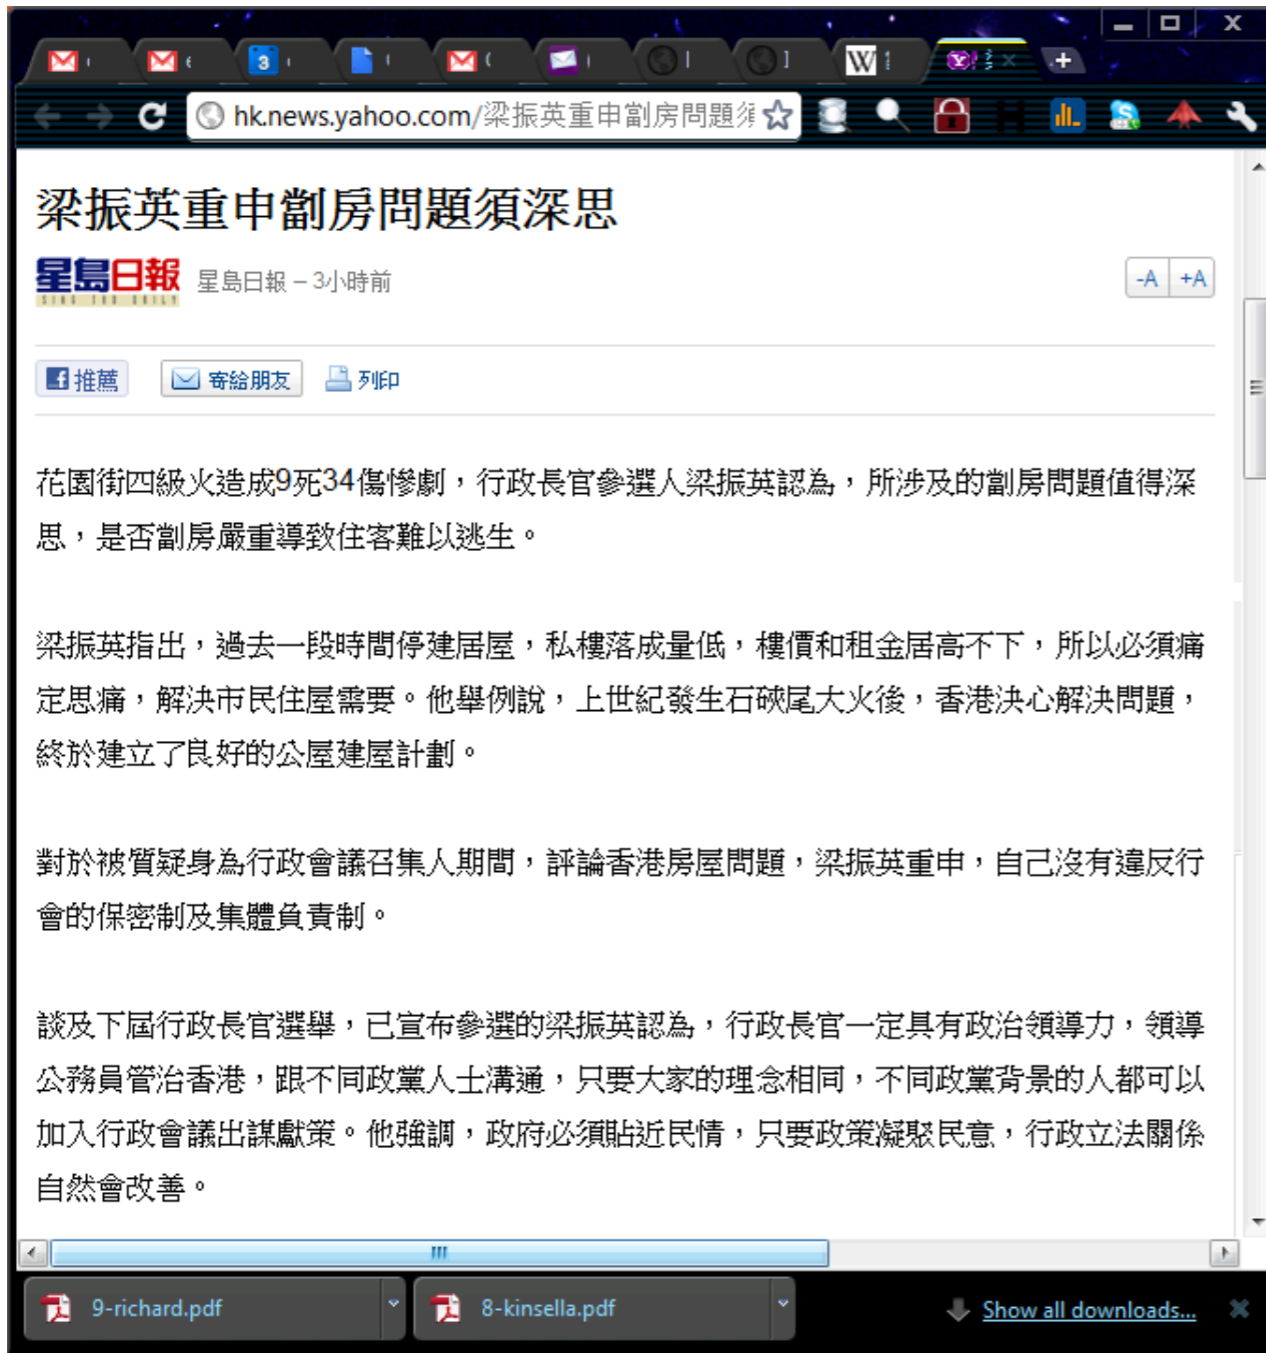 3
W
hk.news.yahoo.com/梁振英重申劏房問題須
梁振英重申劏房問題須深思
星島日報 星島日報 – 3小時前
SING TAO DAILY
-A +A
推薦 寄給朋友 列印
花園街四級火造成9死34傷慘劇，行政長官參選人梁振英認為，所涉及的劏房問題值得深
思，是否劏房嚴重導致住客難以逃生。
梁振英指出，過去一段時間停建居屋，私樓落成量低，樓價和租金居高不下，所以必須痛
定思痛，解決市民住屋需要。他舉例說，上世紀發生石硤尾大火後，香港決心解決問題，
終於建立了良好的公屋建屋計劃。
對於被質疑身為行政會議召集人期間，評論香港房屋問題，梁振英重申，自己沒有違反行
會的保密制及集體負責制。
談及下屆行政長官選舉，已宣布參選的梁振英認為，行政長官一定具有政治領導力，領導
公務員管治香港，跟不同政黨人士溝通，只要大家的理念相同，不同政黨背景的人都可以
加入行政會議出謀獻策。他強調，政府必須貼近民情，只要政策凝聚民意，行政立法關係
自然會改善。
9-richard.pdf 8-kinsella.pdf Show all downloads...